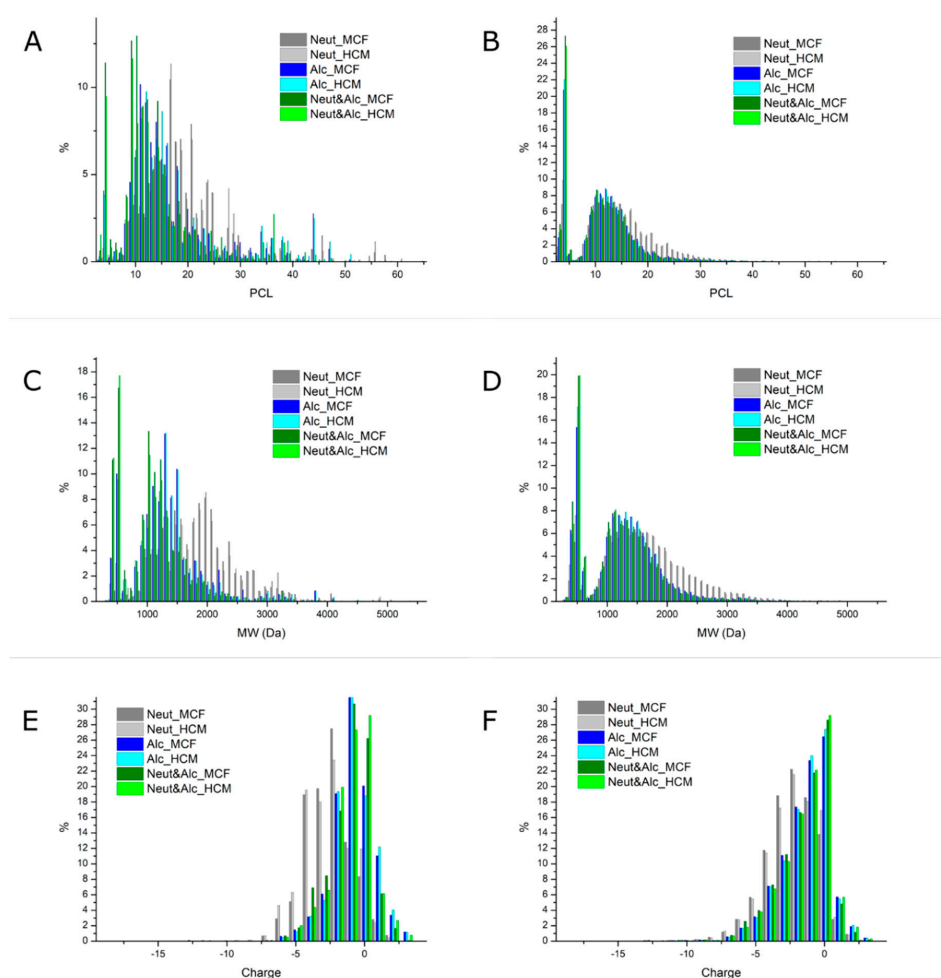 A
Neut_MCF
Neut_HCM
Alc_MCF
Alc_HCM
Neut&Alc_MCF
Neut&Alc_HCM
%
10
5
0
10 20 30 40 50 60
PCL
B
Neut_MCF
Neut_HCM
Alc_MCF
Alc_HCM
Neut&Alc_MCF
Neut&Alc_HCM
%
28
26
24
22
20
18
16
14
12
10
8
6
4
2
0
10 20 30 40 50 60
PCL
C
Neut_MCF
Neut_HCM
Alc_MCF
Alc_HCM
Neut&Alc_MCF
Neut&Alc_HCM
%
18
16
14
12
10
8
6
4
2
0
1000 2000 3000 4000 5000
MW (Da)
D
Neut_MCF
Neut_HCM
Alc_MCF
Alc_HCM
Neut&Alc_MCF
Neut&Alc_HCM
%
20
18
16
14
12
10
8
6
4
2
0
1000 2000 3000 4000 5000
MW (Da)
E
Neut_MCF
Neut_HCM
Alc_MCF
Alc_HCM
Neut&Alc_MCF
Neut&Alc_HCM
%
30
28
26
24
22
20
18
16
14
12
10
8
6
4
2
0
-15 -10 -5 0
Charge
F
Neut_MCF
Neut_HCM
Alc_MCF
Alc_HCM
Neut&Alc_MCF
Neut&Alc_HCM
%
30
28
26
24
22
20
18
16
14
12
10
8
6
4
2
0
-15 -10 -5 0
Charge